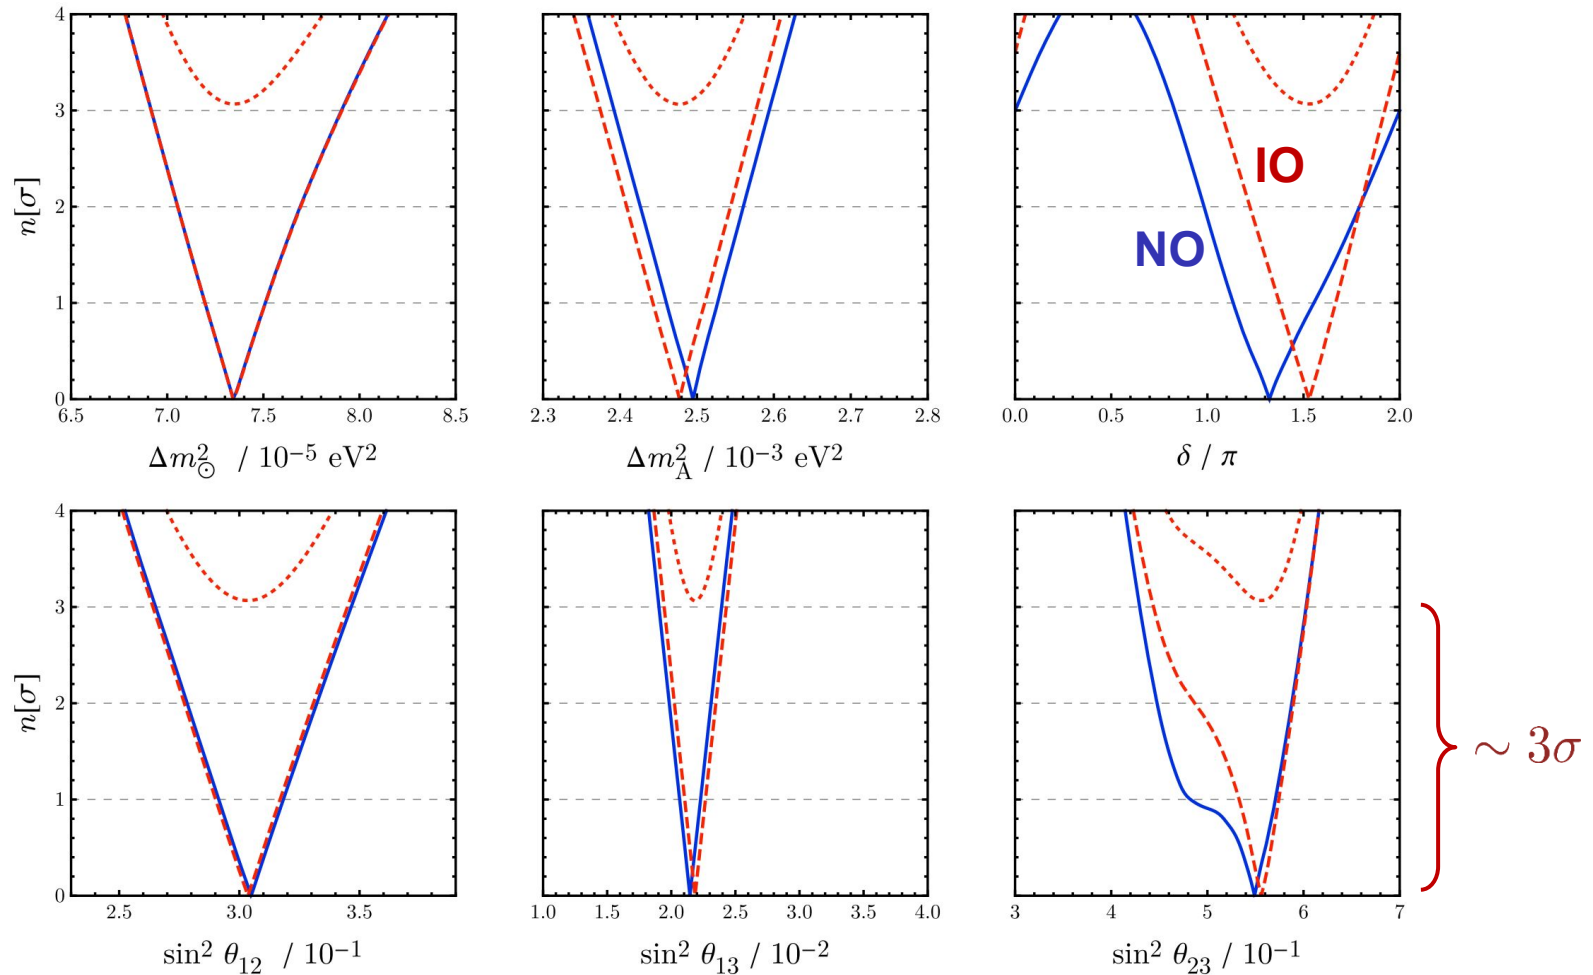 4
3
2
1
0
n[σ]
6.5 7.0 7.5 8.0 8.5
Δm²⊙ / 10⁻⁵ eV²
2.3 2.4 2.5 2.6 2.7 2.8
Δm²A / 10⁻³ eV²
IO
NO
0.0 0.5 1.0 1.5 2.0
δ / π
4
3
2
1
0
n[σ]
2.5 3.0 3.5
sin² θ₁₂ / 10⁻¹
1.0 1.5 2.0 2.5 3.0 3.5 4.0
sin² θ₁₃ / 10⁻²
3 4 5 6 7
sin² θ₂₃ / 10⁻¹
∼ 3σ